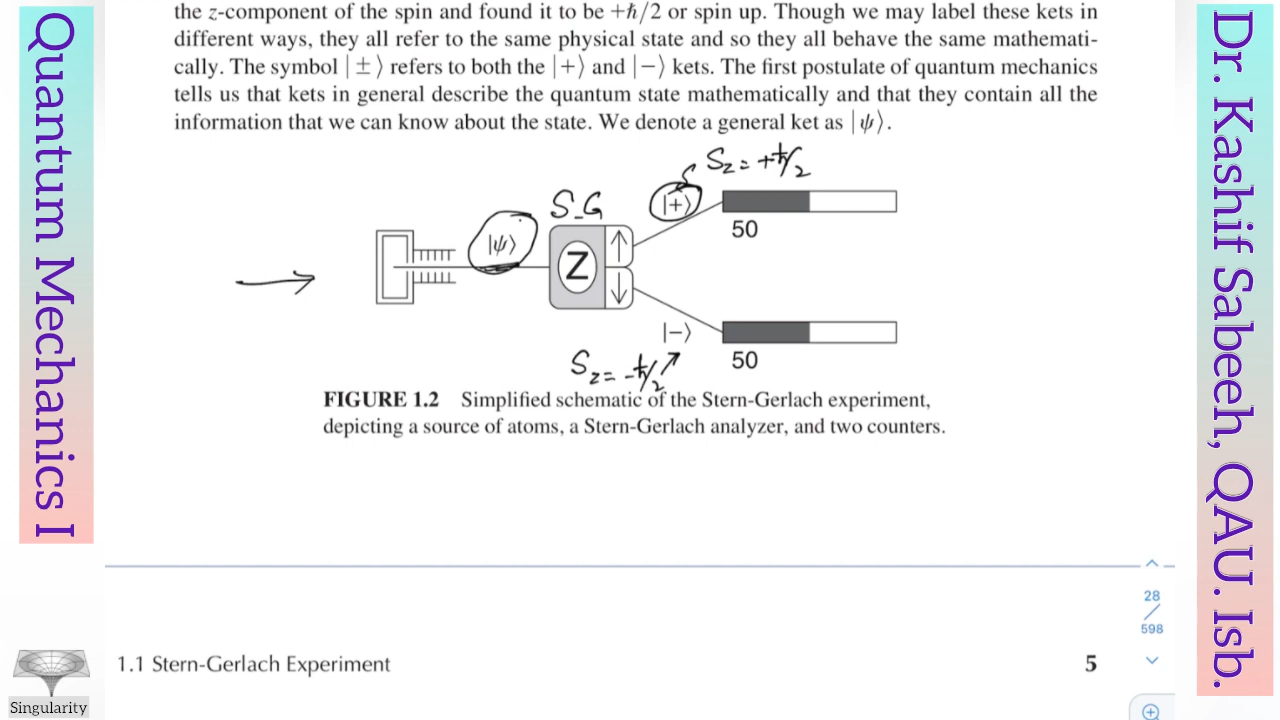 Quantum Mechanics I
the z-component of the spin and found it to be +ℏ/2 or spin up. Though we may label these kets in
different ways, they all refer to the same physical state and so they all behave the same mathemati-
cally. The symbol |±⟩ refers to both the |+⟩ and |−⟩ kets. The first postulate of quantum mechanics
tells us that kets in general describe the quantum state mathematically and that they contain all the
information that we can know about the state. We denote a general ket as |ψ⟩.
S_z = +ℏ/2
S-G
|+⟩
50
|ψ⟩
Z
|−⟩
50
S_z = -ℏ/2
FIGURE 1.2 Simplified schematic of the Stern-Gerlach experiment,
depicting a source of atoms, a Stern-Gerlach analyzer, and two counters.
28
598
1.1 Stern-Gerlach Experiment
5
Singularity
Dr. Kashif Sabeeh, QAU. Isb.